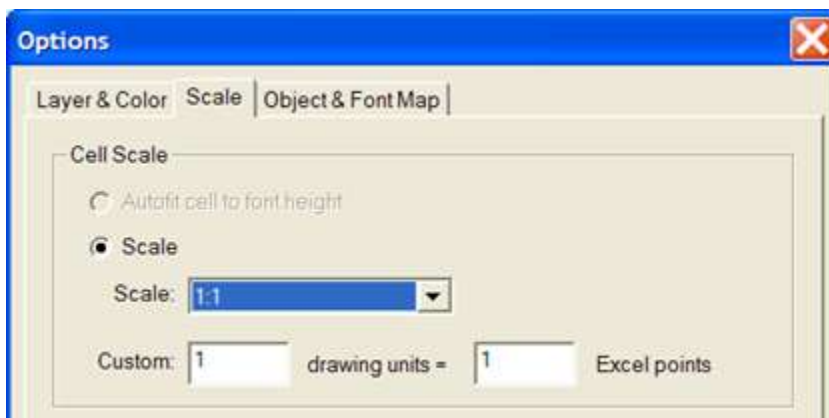 Options
Layer & Color Scale Object & Font Map
Cell Scale
Autofit cell to font height
Scale
Scale: 1:1
Custom: 1 drawing units = 1 Excel points